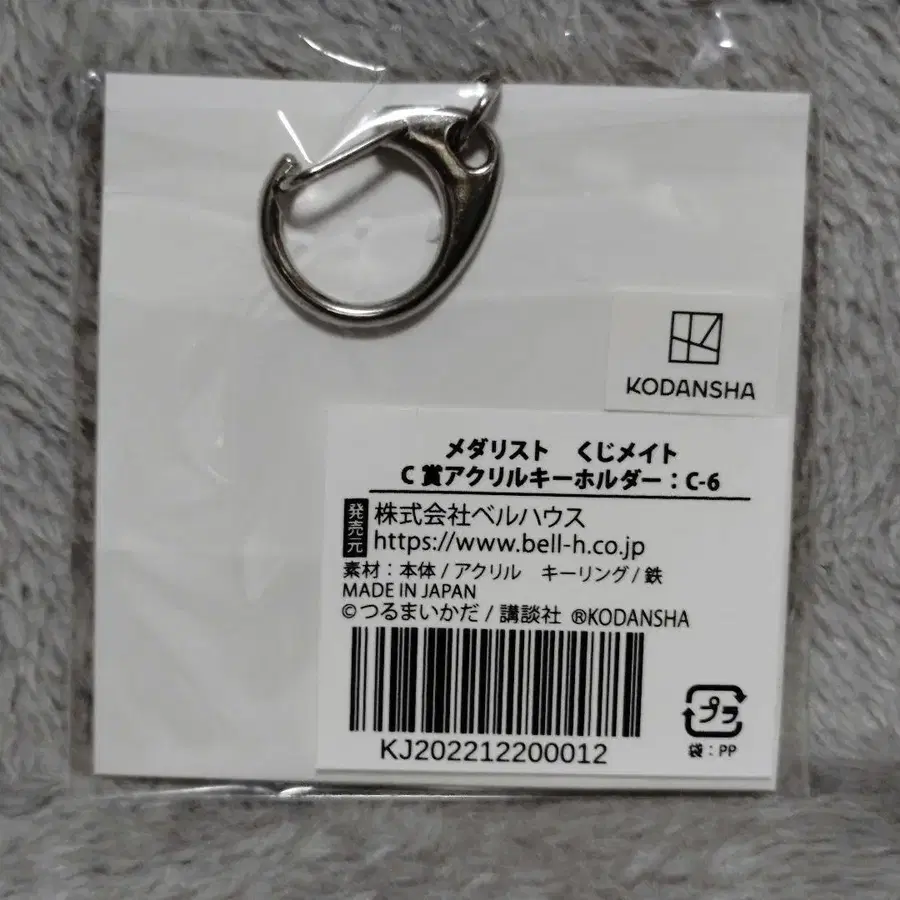 KODANSHA
メダリスト　くじメイト
C 賞アクリルキーホルダー：C-6
発売元 株式会社ベルハウス
https://www.bell-h.co.jp
素材：本体 / アクリル　キーリング / 鉄
MADE IN JAPAN
©つるまいかだ / 講談社 ®KODANSHA
KJ202212200012
プラ
袋：PP